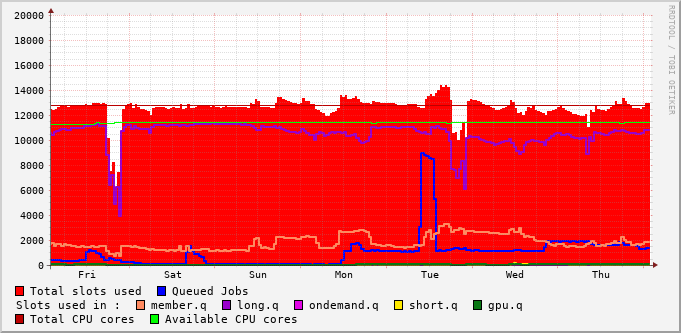 20000
18000
16000
14000
12000
10000
8000
6000
4000
2000
0
Fri Sat Sun Mon Tue Wed Thu
RRDTOOL / TOBI OETIKER
Total slots used Queued Jobs
Slots used in : member.q long.q ondemand.q short.q gpu.q
Total CPU cores Available CPU cores